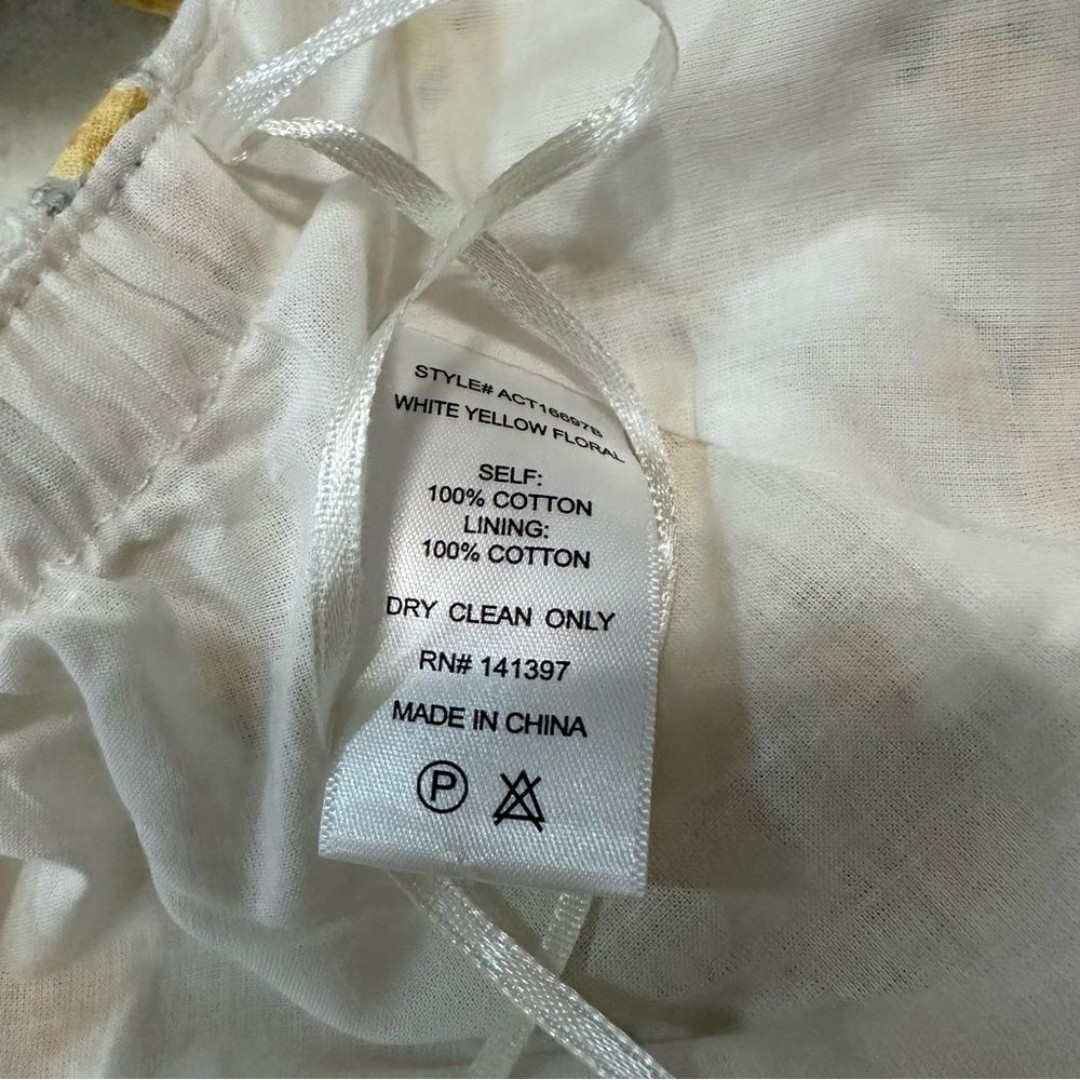 STYLE# ACT16697B
WHITE YELLOW FLORAL
SELF:
100% COTTON
LINING:
100% COTTON
DRY CLEAN ONLY
RN# 141397
MADE IN CHINA
P